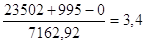 23502 + 995 − 0
7162,92
= 3,4